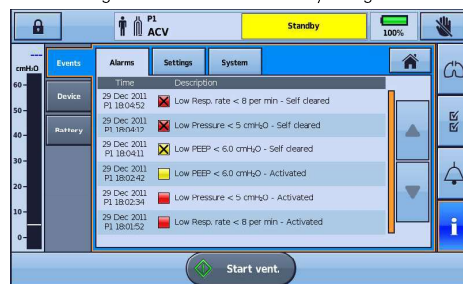 P1
ACV
Standby
100%
---
cmH₂O
60-
50-
40-
30-
20-
10-
0-
Events
Device
Battery
Alarms
Settings
System
Time Description
29 Dec 2011
P1 18:04:52
Low Resp. rate < 8 per min - Self cleared
29 Dec 2011
P1 18:04:12
Low Pressure < 5 cmH₂O - Self cleared
29 Dec 2011
P1 18:04:11
Low PEEP < 6.0 cmH₂O - Self cleared
29 Dec 2011
P1 18:02:42
Low PEEP < 6.0 cmH₂O - Activated
29 Dec 2011
P1 18:02:34
Low Pressure < 5 cmH₂O - Activated
29 Dec 2011
P1 18:01:52
Low Resp. rate < 8 per min - Activated
i
Start vent.